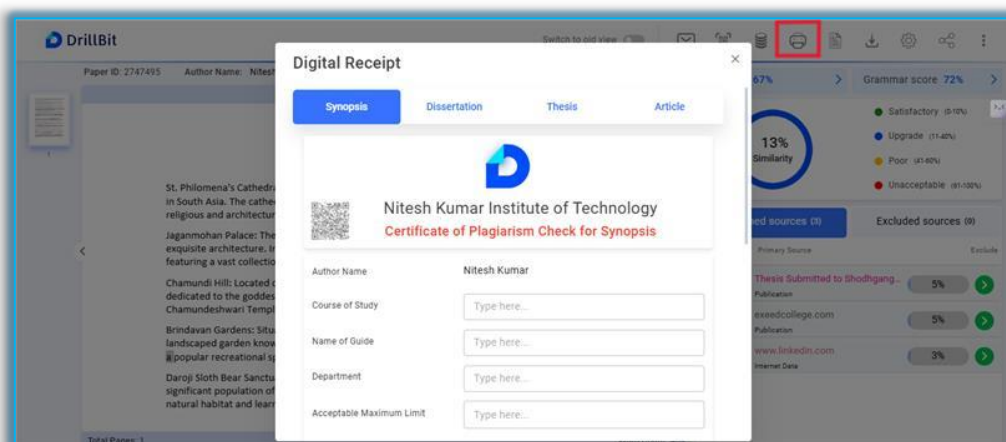 DrillBit
Switch to old view
Paper ID: 2747495 Author Name: Nitesh
Digital Receipt
Synopsis Dissertation Thesis Article
Nitesh Kumar Institute of Technology
Certificate of Plagiarism Check for Synopsis
Author Name Nitesh Kumar
Course of Study Type here...
Name of Guide Type here...
Department Type here...
Acceptable Maximum Limit Type here...
1
St. Philomena's Cathedra
in South Asia. The cathe
religious and architectur
Jaganmohan Palace: The
exquisite architecture. In
featuring a vast collectio
Chamundi Hill: Located
dedicated to the goddes
Chamundeshwari Templ
Brindavan Gardens: Situ
landscaped garden know
a popular recreational sp
Daroji Sloth Bear Sanctu
significant population of
natural habitat and learn
Total Pages: 1
67% Grammar score 72%
13%
Similarity
Satisfactory (0-10%)
Upgrade (11-40%)
Poor (41-60%)
Unacceptable (61-100%)
ed sources (3) Excluded sources (0)
Primary Source Exclude
Thesis Submitted to Shodhgang.. 5%
Publication
exeedcollege.com 5%
Publication
www.linkedin.com 3%
Internet Data